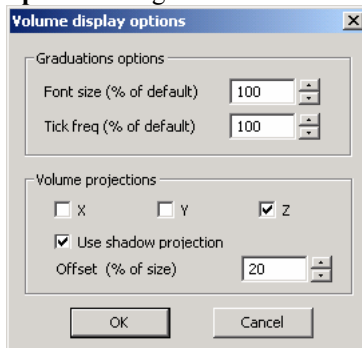 Volume display options
Graduations options
Font size (% of default) 100
Tick freq (% of default) 100
Volume projections
X Y Z
Use shadow projection
Offset (% of size) 20
OK Cancel